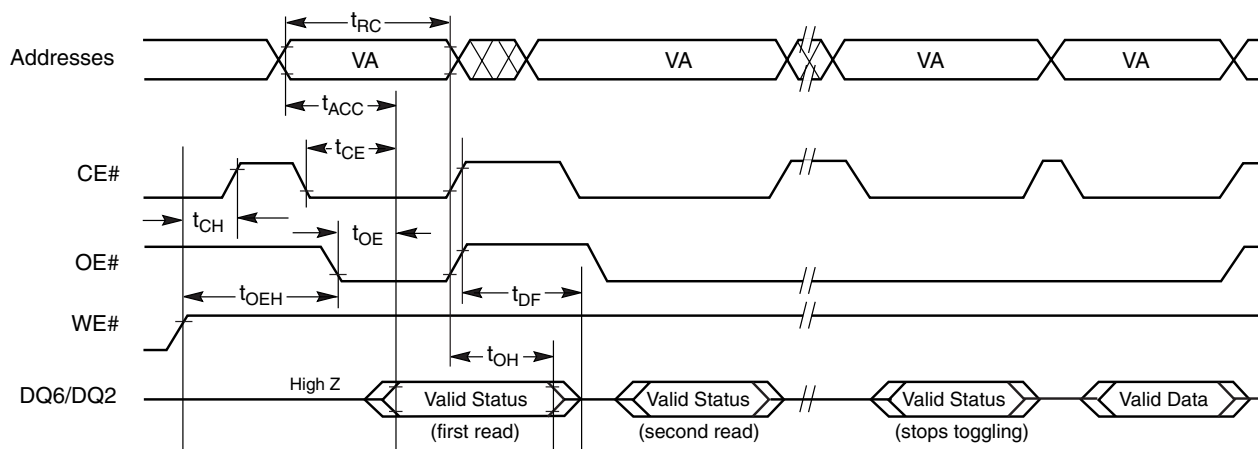 tRC
Addresses VA VA VA VA
tACC
tCE
CE#
tCH tOE
OE#
tOEH tDF
WE#
tOH
High Z
DQ6/DQ2 Valid Status Valid Status Valid Status Valid Data
(first read) (second read) (stops toggling)